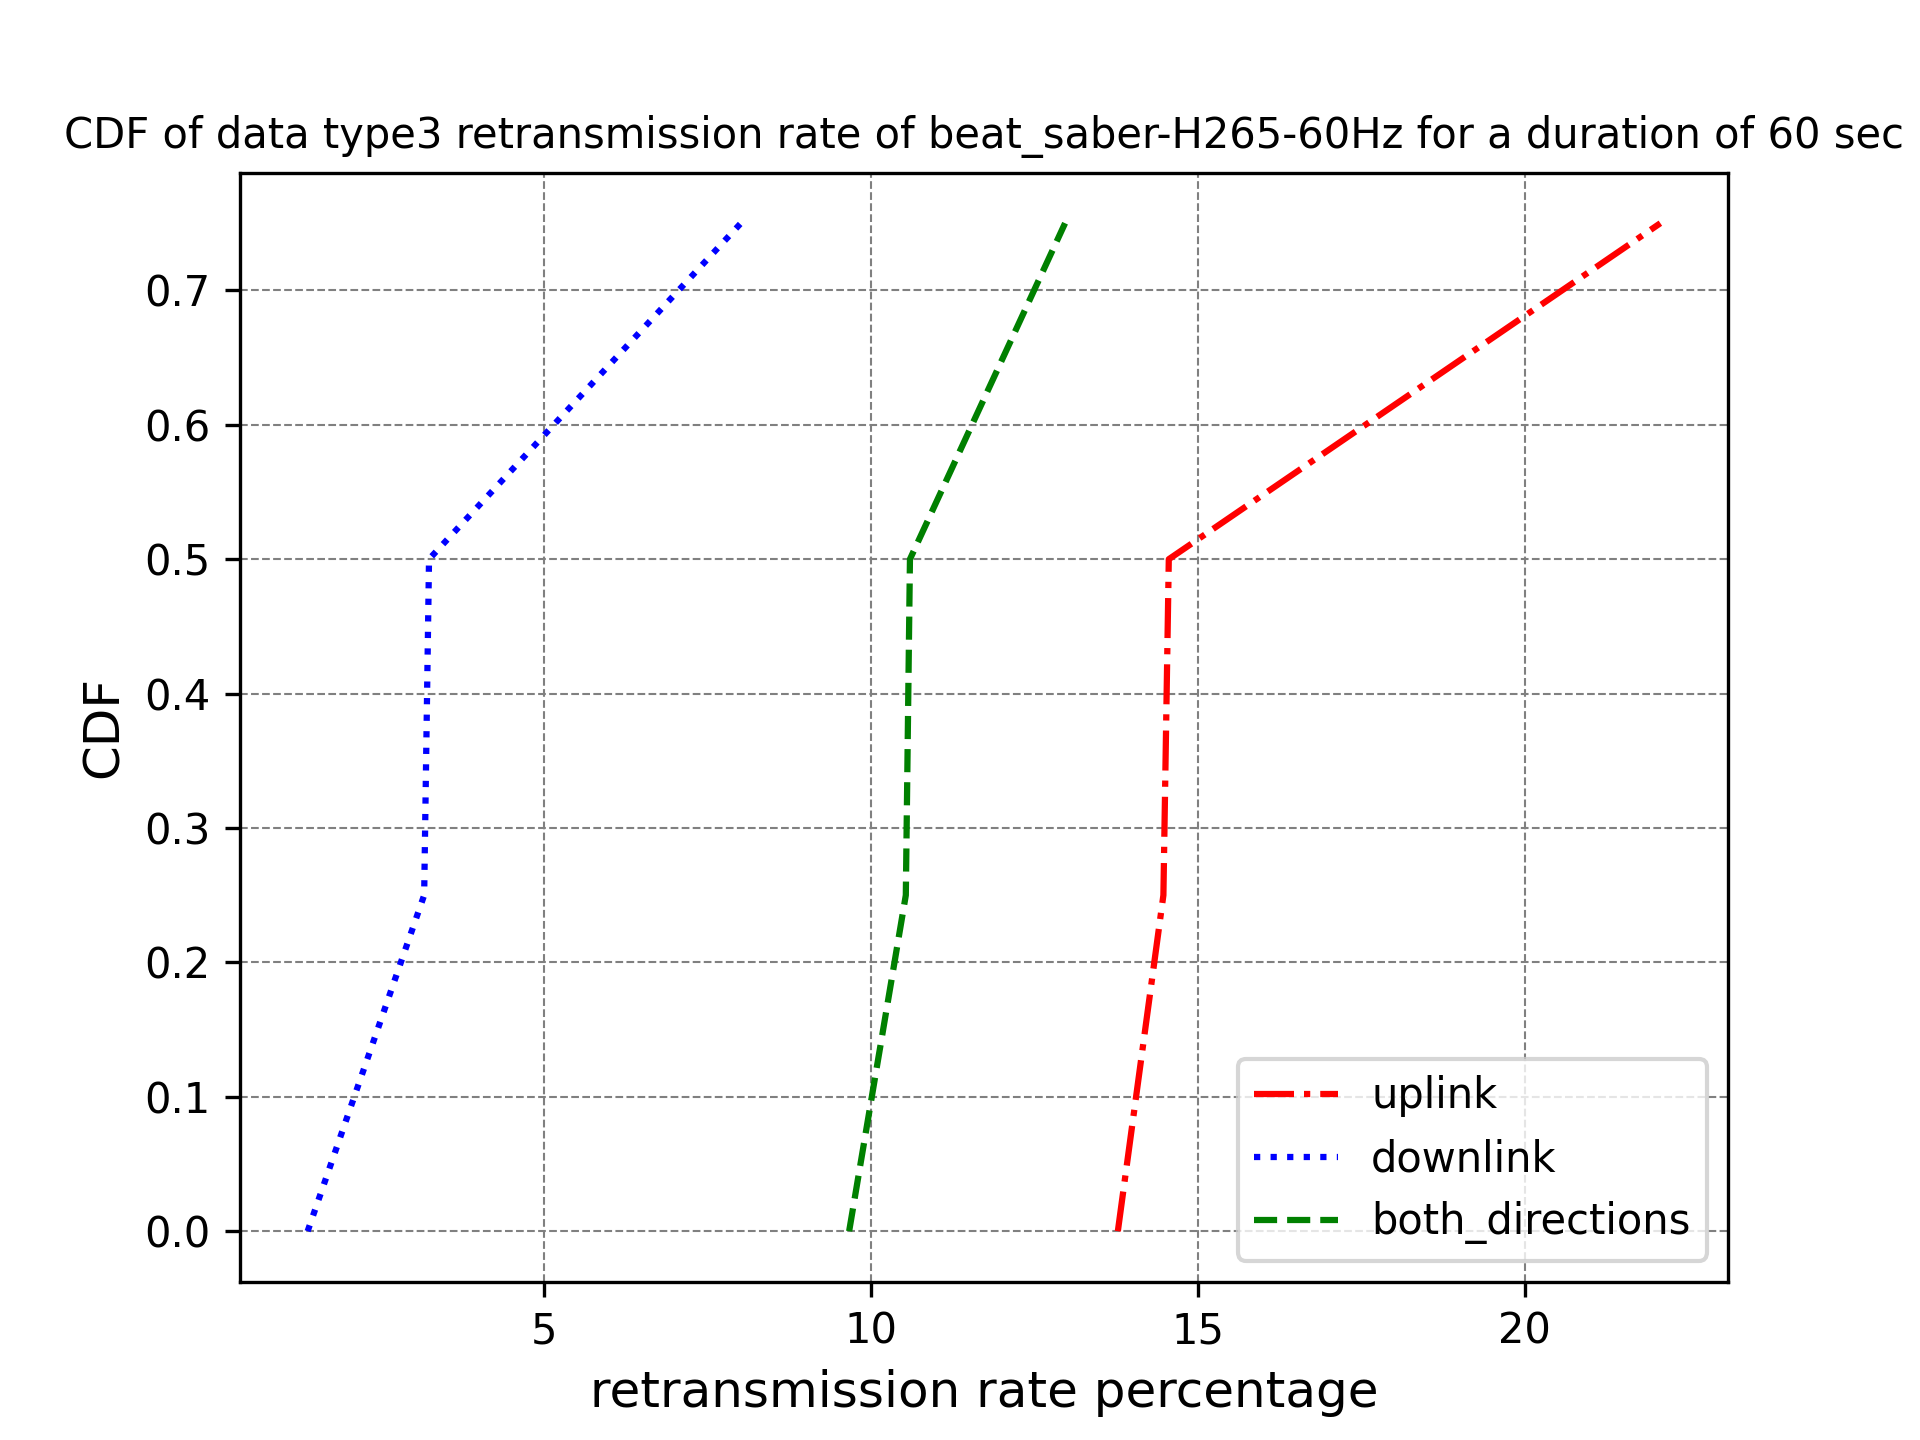 CDF of data type3 retransmission rate of beat_saber-H265-60Hz for a duration of 60 sec
0.7
0.6
0.5
0.4
0.3
0.2
0.1
0.0
CDF
uplink
downlink
both_directions
5 10 15 20
retransmission rate percentage